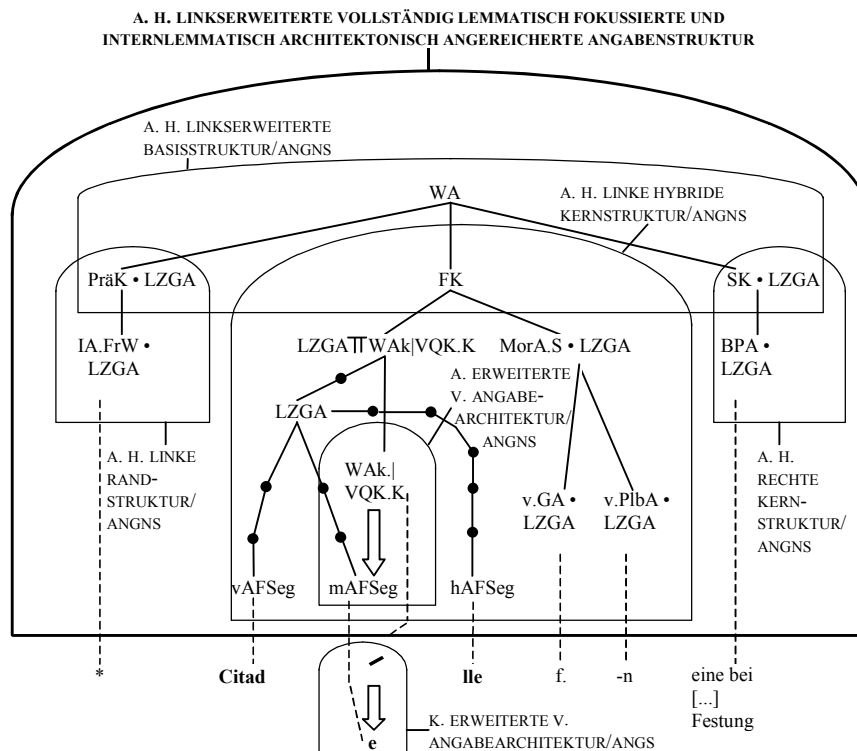 A. H. LINKSERWEITERTE VOLLSTÄNDIG LEMMATISCH FOKUSSIERTE UND
INTERNLEMMATISCH ARCHITEKTONISCH ANGEREICHERTE ANGABENSTRUKTUR
A. H. LINKSERWEITERTE
BASISSTRUKTUR/ANGNS
A. H. LINKE HYBRIDE
KERNSTRUKTUR/ANGNS
WA
PräK • LZGA
FK
SK • LZGA
IA.FrW •
LZGA
LZGA╥WAk|VQK.K
MorA.S • LZGA
BPA •
LZGA
A. ERWEITERTE
V. ANGABE-
ARCHITEKTUR/
ANGNS
LZGA
WAk.|
VQK.K
A. H. LINKE
RAND-
STRUKTUR/
ANGNS
v.GA •
LZGA
v.PlbA •
LZGA
A. H.
RECHTE
KERN-
STRUKTUR/
ANGNS
vAFSeg
mAFSeg
hAFSeg
*
Citad
lle
f.
-n
eine bei
[...]
Festung
e
K. ERWEITERTE V.
ANGABEARCHITEKTUR/ANGS